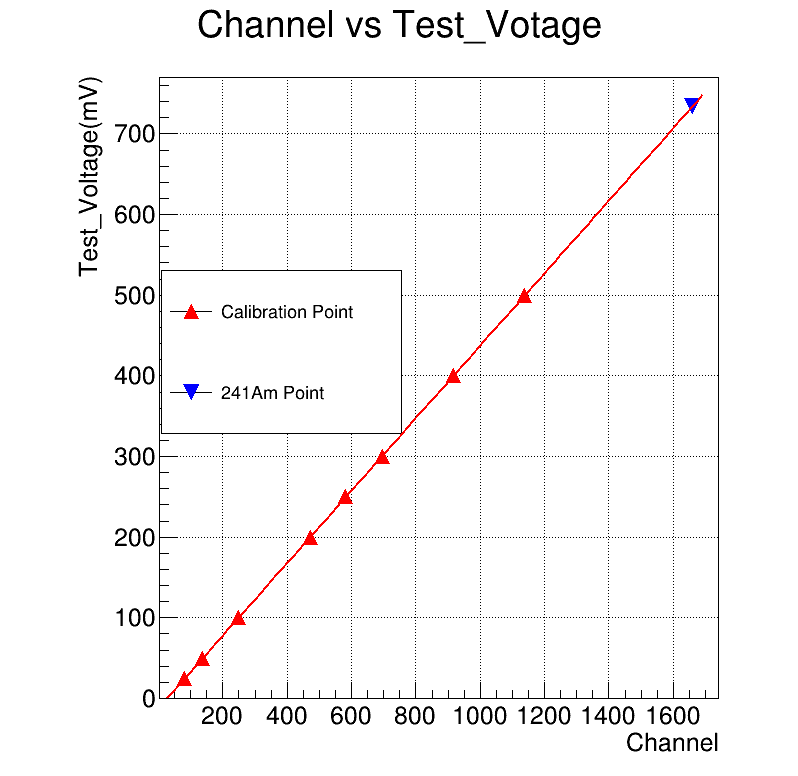 Channel vs Test_Votage
Test_Voltage(mV)
700
600
500
400
300
200
100
0
Calibration Point
241Am Point
200 400 600 800 1000 1200 1400 1600
Channel